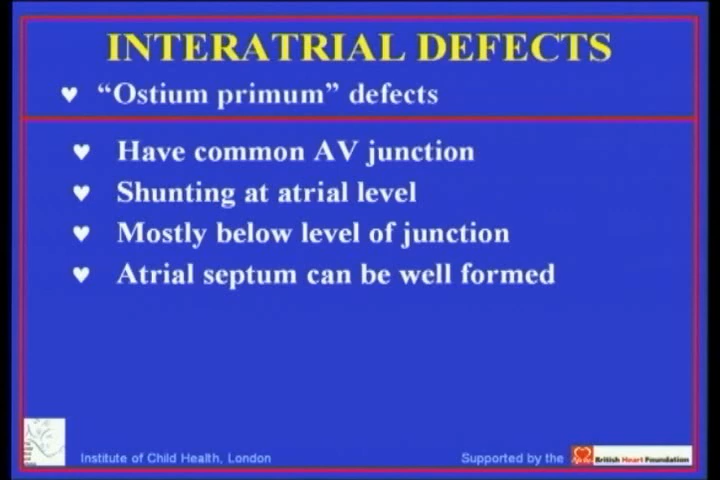 INTERATRIAL DEFECTS
“Ostium primum” defects
Have common AV junction
Shunting at atrial level
Mostly below level of junction
Atrial septum can be well formed
Institute of Child Health, London
Supported by the
British Heart Foundation